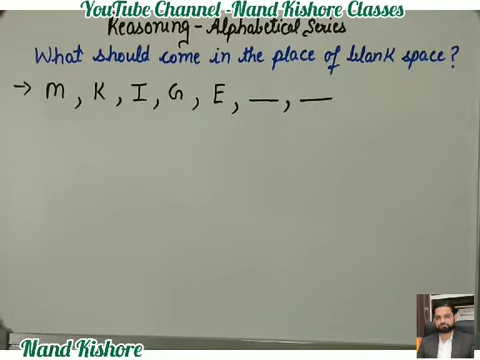 YouTube Channel -Nand Kishore Classes
Reasoning - Alphabetical Series
What should come in the place of blank space?
→ M, K, I, G, E, __, __
Nand Kishore